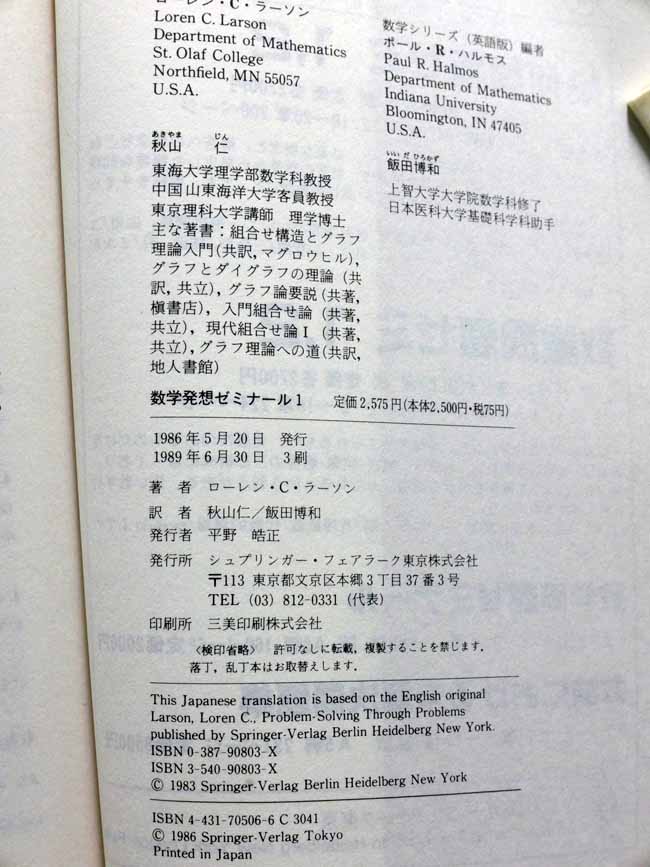 ローレン・C・ラーソン
Loren C. Larson
Department of Mathematics
St. Olaf College
Northfield, MN 55057
U.S.A.
数学シリーズ（英語版）編者
ポール・R・ハルモス
Paul R. Halmos
Department of Mathematics
Indiana University
Bloomington, IN 47405
U.S.A.
あきやま じん
秋山 仁
東海大学理学部数学科教授
中国山東海洋大学客員教授
東京理科大学講師 理学博士
主な著書：組合せ構造とグラフ
理論入門(共訳,マグロウヒル),
グラフとダイグラフの理論（共
訳，共立），グラフ論要説（共著，
槇書店），入門組合せ論（共著，
共立），現代組合せ論Ⅰ（共著，
共立），グラフ理論への道(共訳，
地人書館）
いいだ ひろかず
飯田博和
上智大学大学院数学科修了
日本医科大学基礎科学科助手
数学発想ゼミナール1 定価2,575円(本体2,500円・税75円)
1986年5月20日 発行
1989年6月30日 3刷
著 者 ローレン・C・ラーソン
訳 者 秋山仁／飯田博和
発行者 平野 皓正
発行所 シュプリンガー・フェアラーク東京株式会社
〒113 東京都文京区本郷3丁目37番3号
TEL (03) 812-0331（代表）
印刷所 三美印刷株式会社
〈検印省略〉 許可なしに転載，複製することを禁じます．
落丁，乱丁本はお取替えします．
This Japanese translation is based on the English original
Larson, Loren C., Problem-Solving Through Problems
published by Springer-Verlag Berlin Heidelberg New York.
ISBN 0-387-90803-X
ISBN 3-540-90803-X
© 1983 Springer-Verlag Berlin Heidelberg New York
ISBN 4-431-70506-6 C 3041
© 1986 Springer-Verlag Tokyo
Printed in Japan